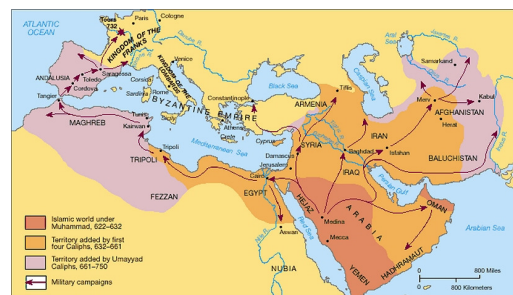 ATLANTIC
OCEAN
Tours
732
Paris
Cologne
KINGDOM OF THE
FRANKS
Danube R.
Venice
KINGDOM OF THE
LOMBARDS
ANDALUSIA
Toledo
Cordova
Saragossa
Corsica
Rome
Sardinia
Tangier
Sicily
BYZANTINE EMPIRE
Constantinople
Black Sea
Athens
Crete
Cyprus
ARMENIA
Tiflis
Caspian Sea
Aral
Sea
Samarkand
Merv
Kabul
AFGHANISTAN
Herat
MAGHREB
Tunis
Kairwan
Mediterranean Sea
TRIPOLI
Tripoli
FEZZAN
SYRIA
Damascus
Jerusalem
Cairo
EGYPT
Baghdad
IRAQ
IRAN
Isfahan
BALUCHISTAN
Indus R.
Persian Gulf
HEJAZ
Medina
Mecca
ARABIA
OMAN
Arabian Sea
HADHRAMAUT
YEMEN
Red Sea
Nile R.
Aswan
NUBIA
Islamic world under
Muhammad, 622–632
Territory added by first
four Caliphs, 632–661
Territory added by Umayyad
Caliphs, 661–750
Military campaigns
0 800 Miles
0 800 Kilometers